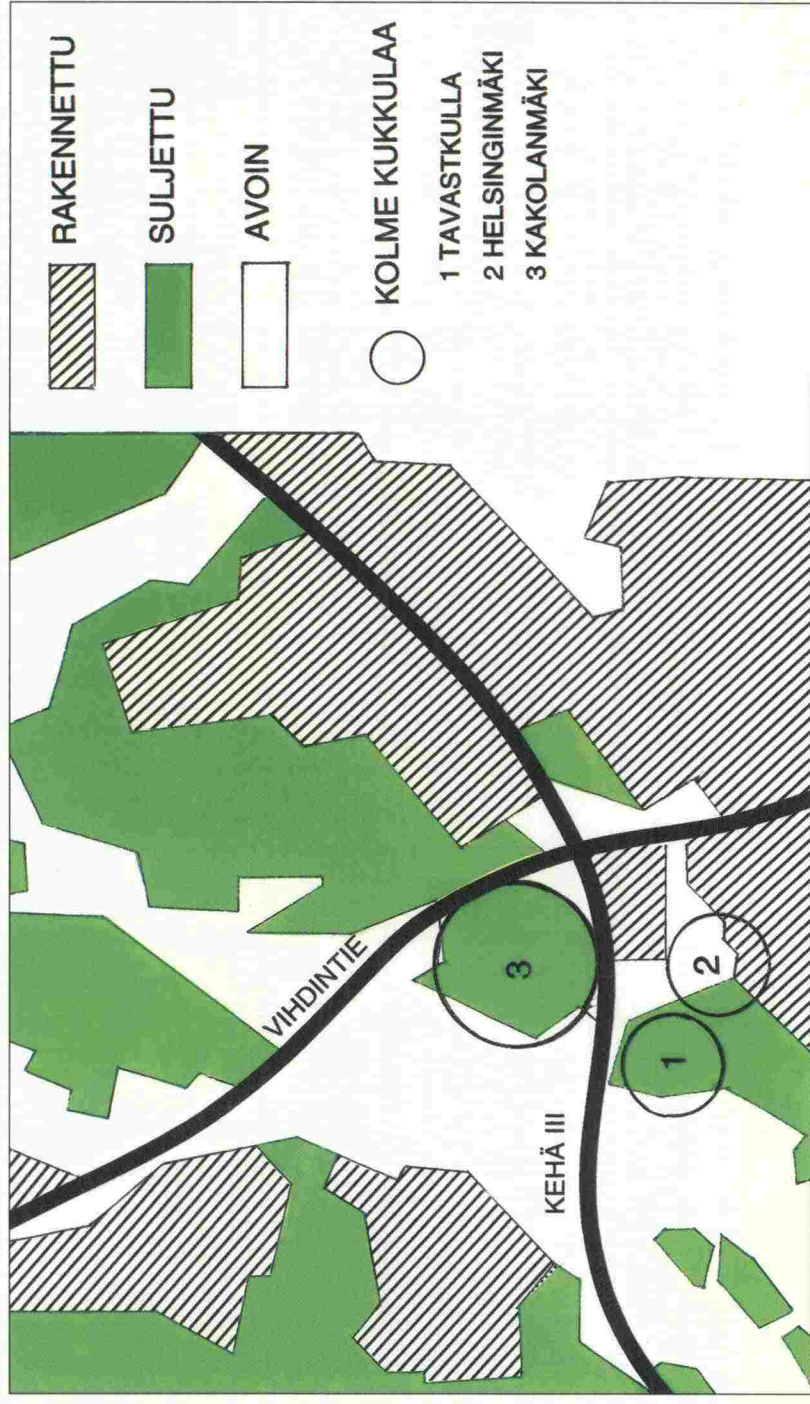 RAKENNETTU
SULJETTU
AVOIN
KOLME KUKKULAA
1 TAVASTKULLA
2 HELSINGINMÄKI
3 KAKOLANMÄKI
VIHDINTIE
KEHÄ III
3
1
2